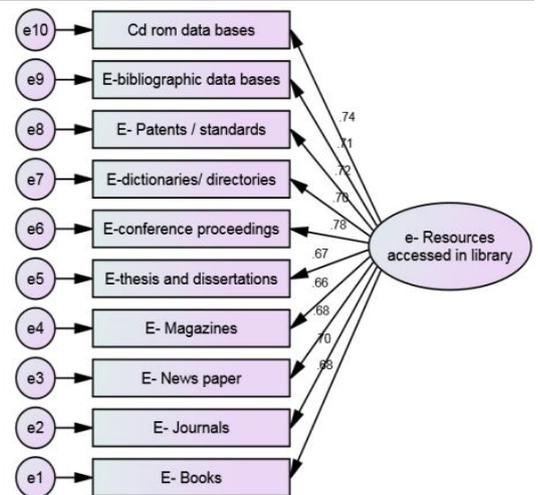 e10
Cd rom data bases
e9
E-bibliographic data bases
e8
E- Patents / standards
e7
E-dictionaries/ directories
e6
E-conference proceedings
e5
E-thesis and dissertations
e4
E- Magazines
e3
E- News paper
e2
E- Journals
e1
E- Books
.74
.71
.72
.70
.78
.67
.66
.68
.70
.68
e- Resources
accessed in library